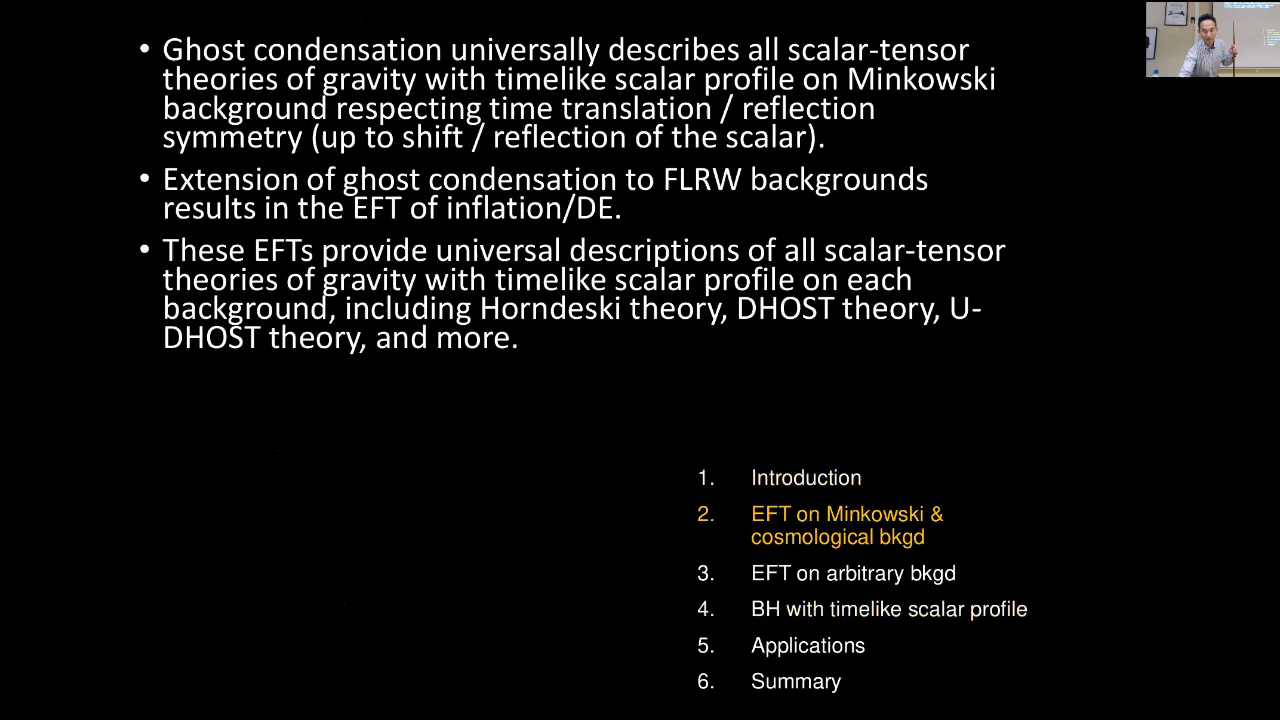 • Ghost condensation universally describes all scalar-tensor
theories of gravity with timelike scalar profile on Minkowski
background respecting time translation / reflection
symmetry (up to shift / reflection of the scalar).
• Extension of ghost condensation to FLRW backgrounds
results in the EFT of inflation/DE.
• These EFTs provide universal descriptions of all scalar-tensor
theories of gravity with timelike scalar profile on each
background, including Horndeski theory, DHOST theory, U-
DHOST theory, and more.
1. Introduction
2. EFT on Minkowski &
cosmological bkgd
3. EFT on arbitrary bkgd
4. BH with timelike scalar profile
5. Applications
6. Summary